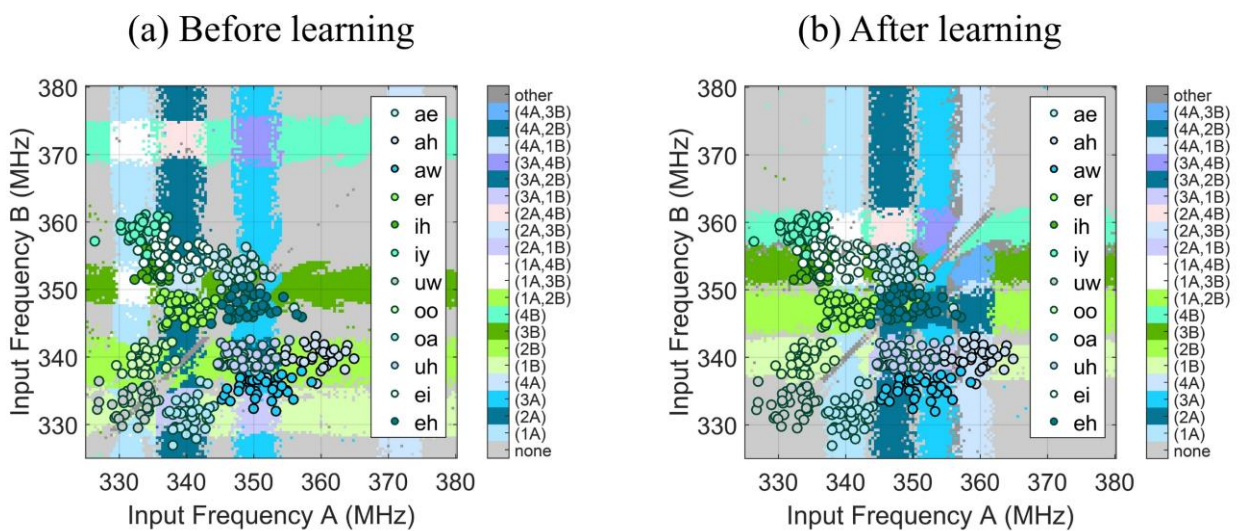 (a) Before learning
(b) After learning
380
370
360
350
340
330
330 340 350 360 370 380
Input Frequency B (MHz)
Input Frequency A (MHz)
ae
ah
aw
er
ih
iy
uw
oo
oa
uh
ei
eh
other
(4A,3B)
(4A,2B)
(4A,1B)
(3A,4B)
(3A,2B)
(3A,1B)
(2A,4B)
(2A,3B)
(2A,1B)
(1A,4B)
(1A,3B)
(1A,2B)
(4B)
(3B)
(2B)
(1B)
(4A)
(3A)
(2A)
(1A)
none
380
370
360
350
340
330
330 340 350 360 370 380
Input Frequency B (MHz)
Input Frequency A (MHz)
ae
ah
aw
er
ih
iy
uw
oo
oa
uh
ei
eh
other
(4A,3B)
(4A,2B)
(4A,1B)
(3A,4B)
(3A,2B)
(3A,1B)
(2A,4B)
(2A,3B)
(2A,1B)
(1A,4B)
(1A,3B)
(1A,2B)
(4B)
(3B)
(2B)
(1B)
(4A)
(3A)
(2A)
(1A)
none